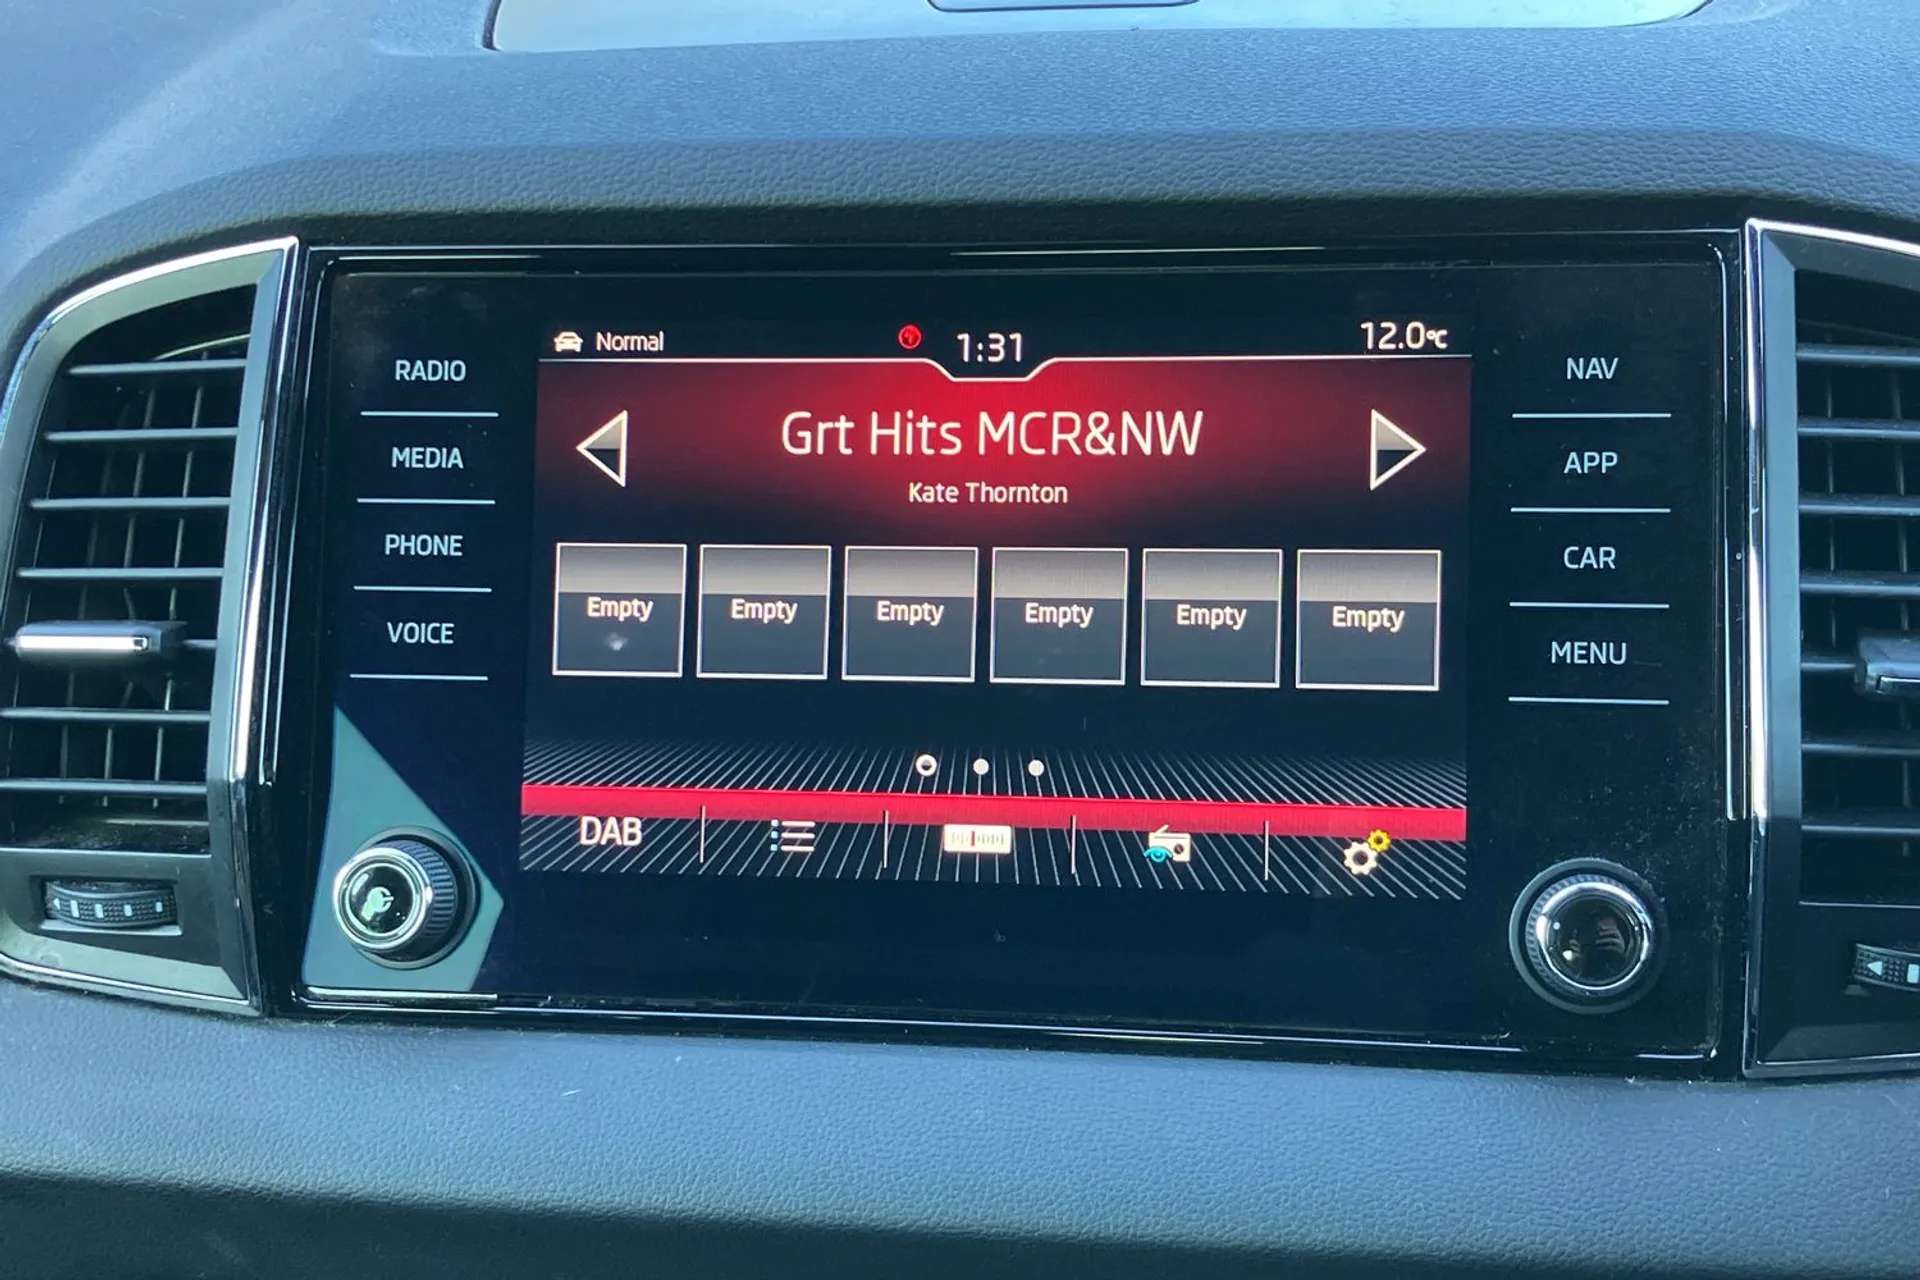 Normal
1:31
12.0°C
RADIO
MEDIA
PHONE
VOICE
Grt Hits MCR&NW
Kate Thornton
Empty
Empty
Empty
Empty
Empty
Empty
DAB
NAV
APP
CAR
MENU